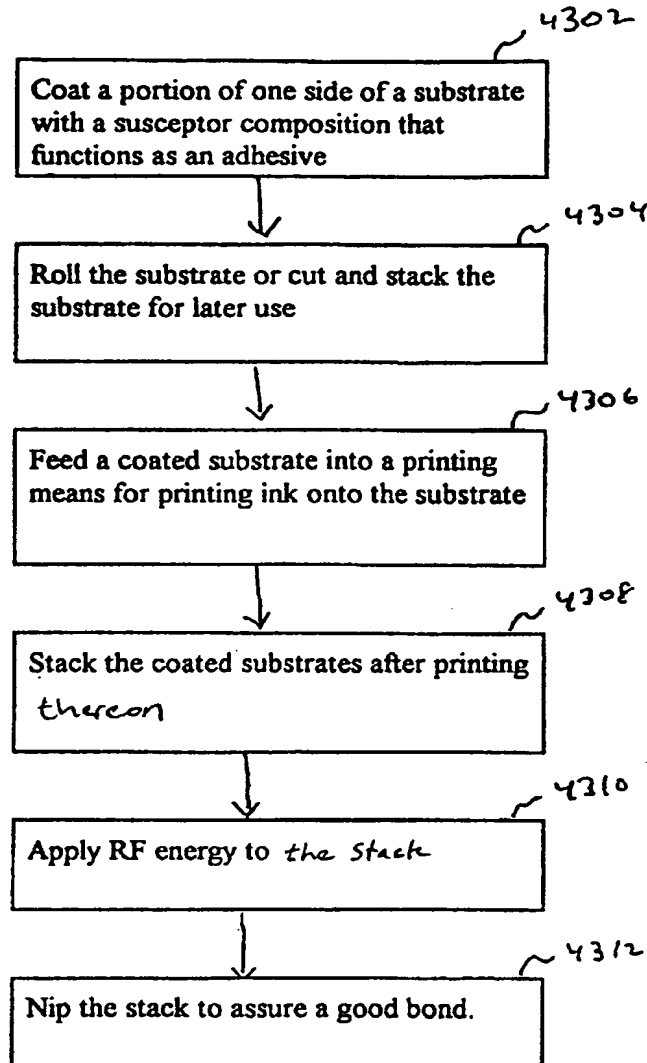 4302
Coat a portion of one side of a substrate
with a susceptor composition that
functions as an adhesive
4304
Roll the substrate or cut and stack the
substrate for later use
4306
Feed a coated substrate into a printing
means for printing ink onto the substrate
4308
Stack the coated substrates after printing
thereon
4310
Apply RF energy to the stack
4312
Nip the stack to assure a good bond.